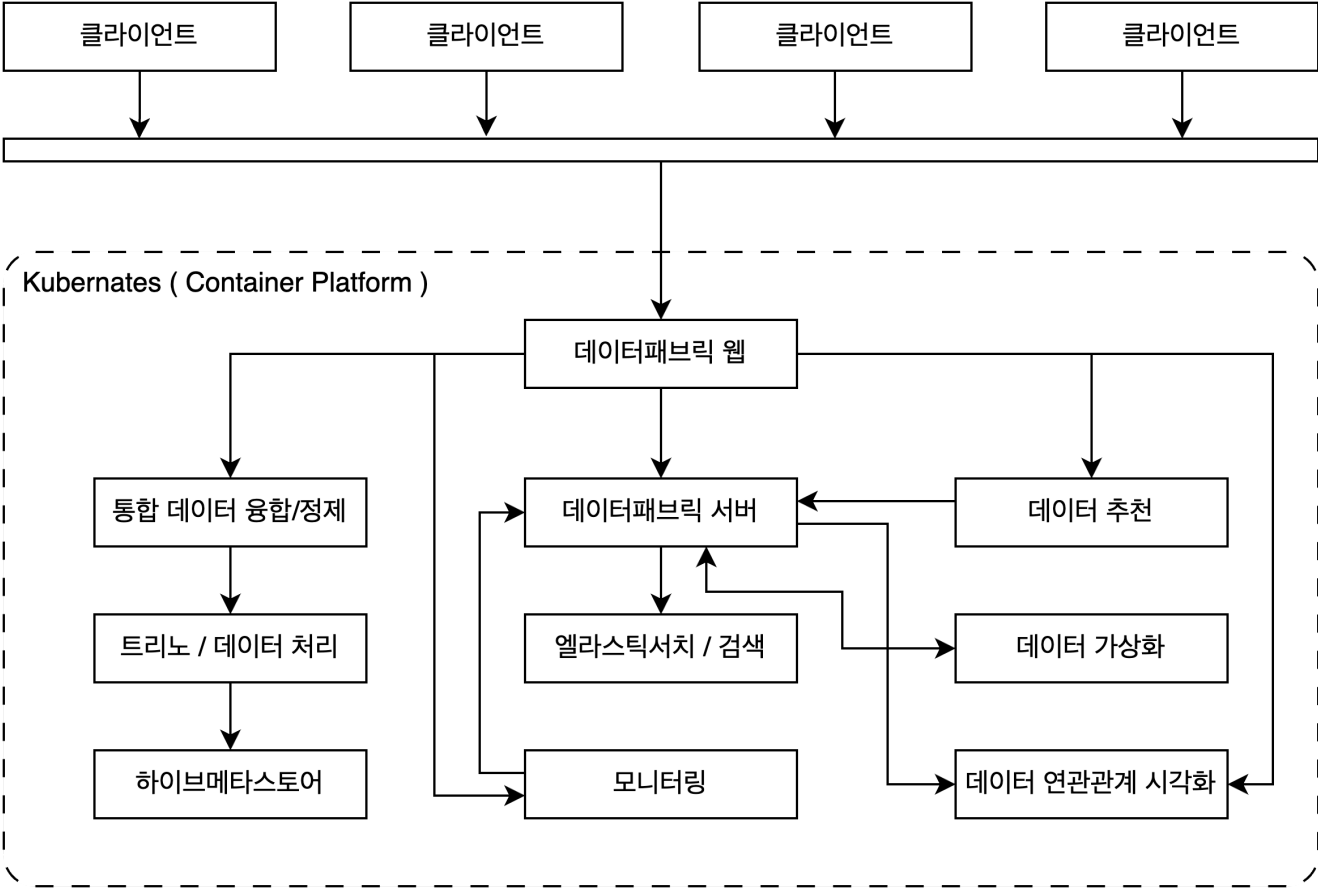 클라이언트
클라이언트
클라이언트
클라이언트
Kubernates ( Container Platform )
데이터패브릭 웹
통합 데이터 융합/정제
데이터패브릭 서버
데이터 추천
트리노 / 데이터 처리
엘라스틱서치 / 검색
데이터 가상화
하이브메타스토어
모니터링
데이터 연관관계 시각화